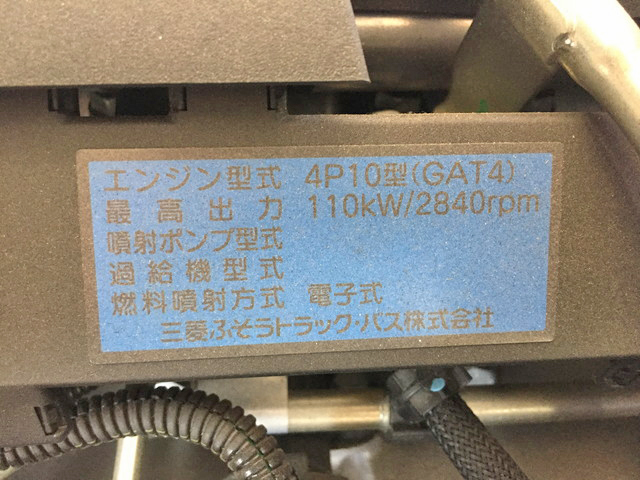 エンジン型式 4P10型(GAT4)
最高出力 110kW/2840rpm
噴射ポンプ型式
過給機型式
燃料噴射方式 電子式
三菱ふそうトラック・バス株式会社